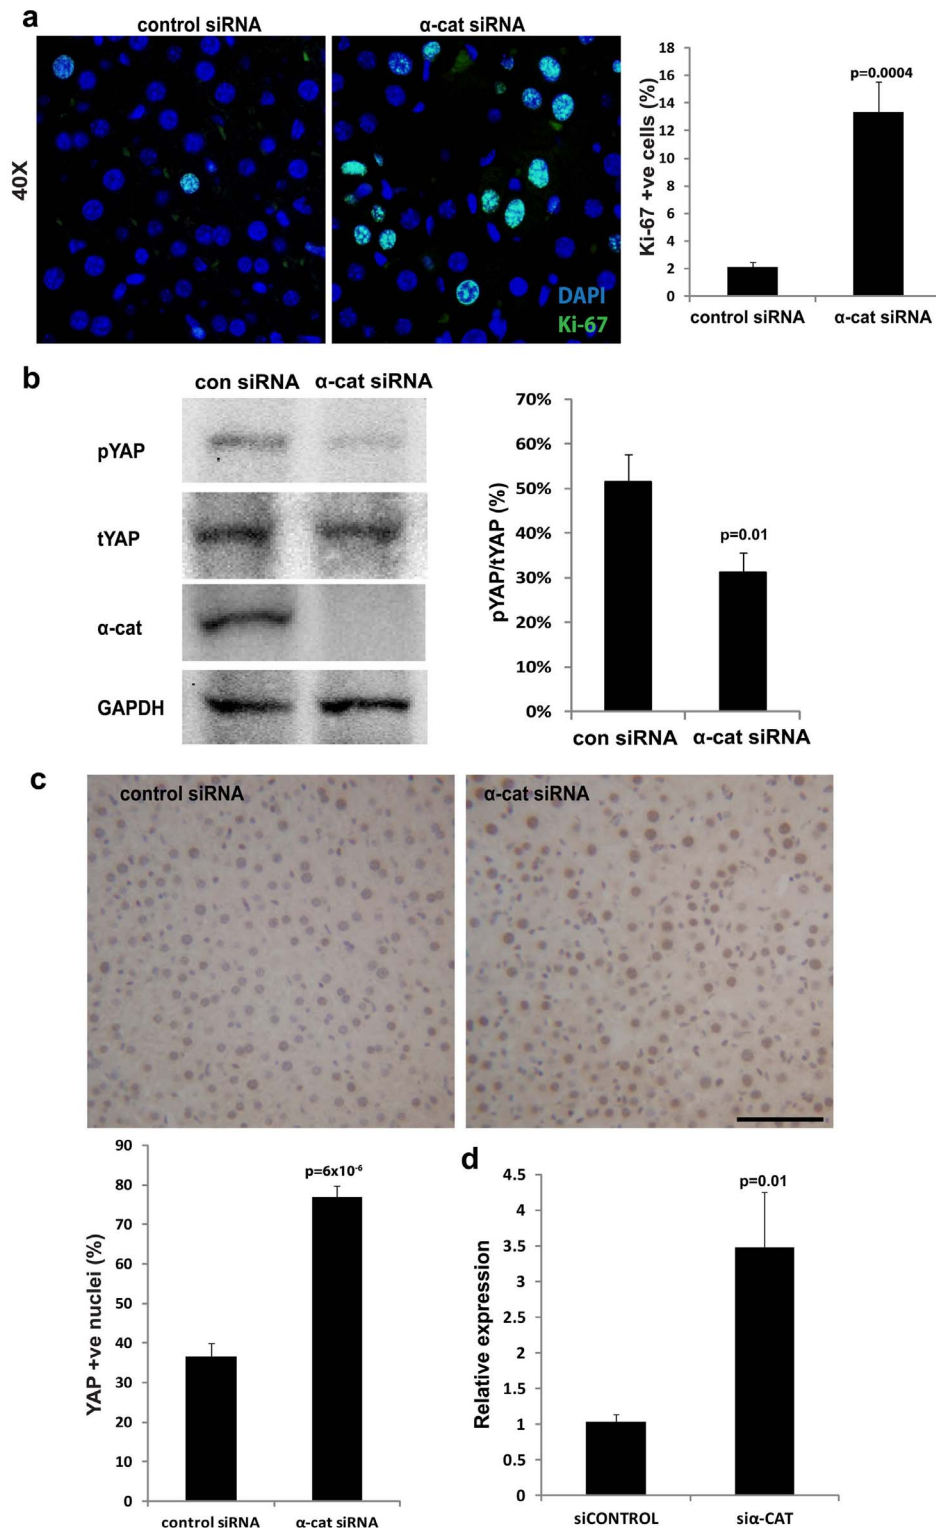 a
control siRNA
α-cat siRNA
40X
DAPI
Ki-67
Ki-67 +ve cells (%)
18
16
14
12
10
8
6
4
2
0
p=0.0004
control siRNA
α-cat siRNA
b
con siRNA
α-cat siRNA
pYAP
tYAP
α-cat
GAPDH
pYAP/tYAP (%)
70%
60%
50%
40%
30%
20%
10%
0%
p=0.01
con siRNA
α-cat siRNA
c
control siRNA
α-cat siRNA
YAP +ve nuclei (%)
90
80
70
60
50
40
30
20
10
0
p=6x10⁻⁶
control siRNA
α-cat siRNA
d
Relative expression
4.5
4
3.5
3
2.5
2
1.5
1
0.5
0
p=0.01
siCONTROL
siα-CAT